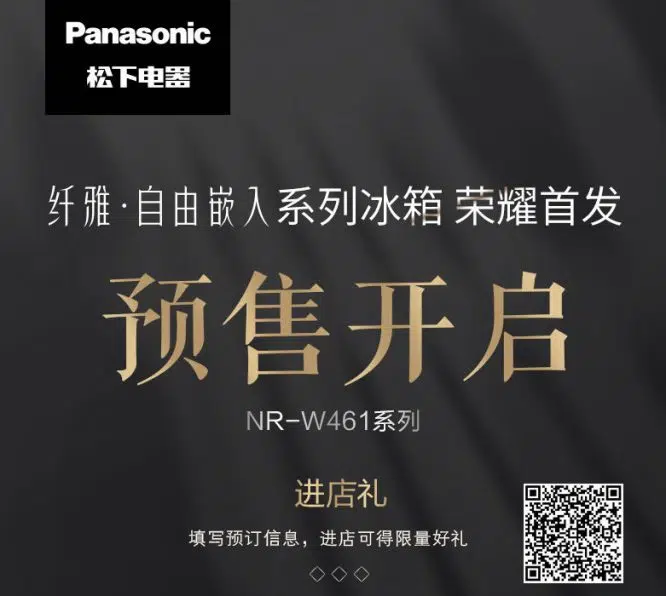 Panasonic
松下电器
纤雅·自由嵌入系列冰箱 荣耀首发
预售开启
NR-W461系列
进店礼
填写预订信息，进店可得限量好礼